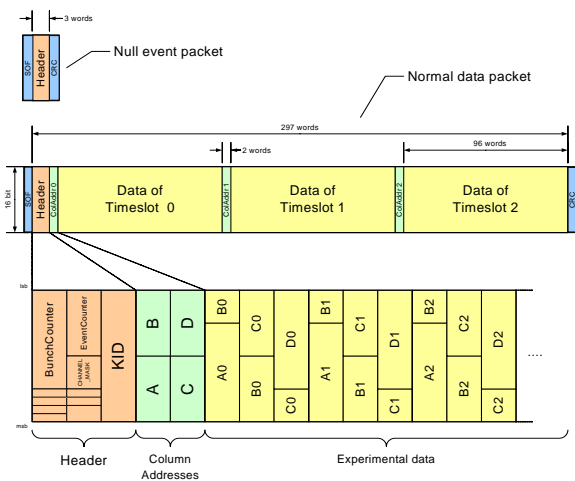 3 words
SOF
Header
CRC
Null event packet
Normal data packet
297 words
2 words
96 words
16 bit
SOF
Header
ColAddr 0
Data of
Timeslot 0
ColAddr 1
Data of
Timeslot 1
ColAddr 2
Data of
Timeslot 2
CRC
lsb
BunchCounter
EventCounter
CHANNEL
_MASK
KID
B
D
A
C
B0
A0
C0
B0
D0
C0
B1
A1
C1
B1
D1
C1
B2
A2
C2
B2
D2
C2
....
msb
Header
Column
Addresses
Experimental data